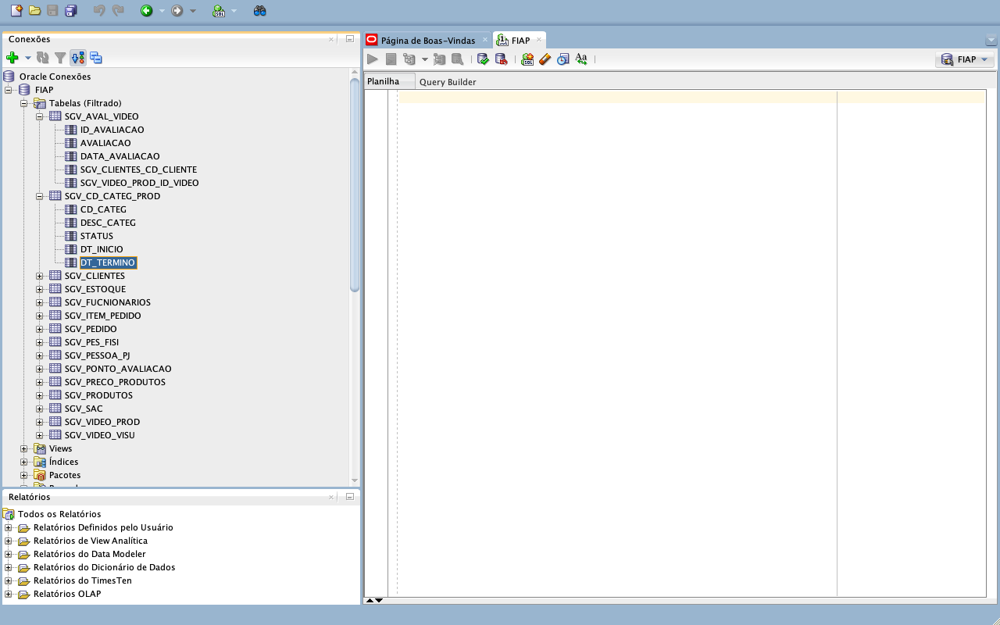 Conexões
Oracle Conexões
FIAP
Tabelas (Filtrado)
SGV_AVAL_VIDEO
ID_AVALIACAO
AVALIACAO
DATA_AVALIACAO
SGV_CLIENTES_CD_CLIENTE
SGV_VIDEO_PROD_ID_VIDEO
SGV_CD_CATEG_PROD
CD_CATEG
DESC_CATEG
STATUS
DT_INICIO
DT_TERMINO
SGV_CLIENTES
SGV_ESTOQUE
SGV_FUCNIONARIOS
SGV_ITEM_PEDIDO
SGV_PEDIDO
SGV_PES_FISI
SGV_PESSOA_PJ
SGV_PONTO_AVALIACAO
SGV_PRECO_PRODUTOS
SGV_PRODUTOS
SGV_SAC
SGV_VIDEO_PROD
SGV_VIDEO_VISU
Views
Índices
Pacotes
Relatórios
Todos os Relatórios
Relatórios Definidos pelo Usuário
Relatórios de View Analítica
Relatórios do Data Modeler
Relatórios do Dicionário de Dados
Relatórios do TimesTen
Relatórios OLAP
Página de Boas-Vindas
FIAP
FIAP
Planilha
Query Builder